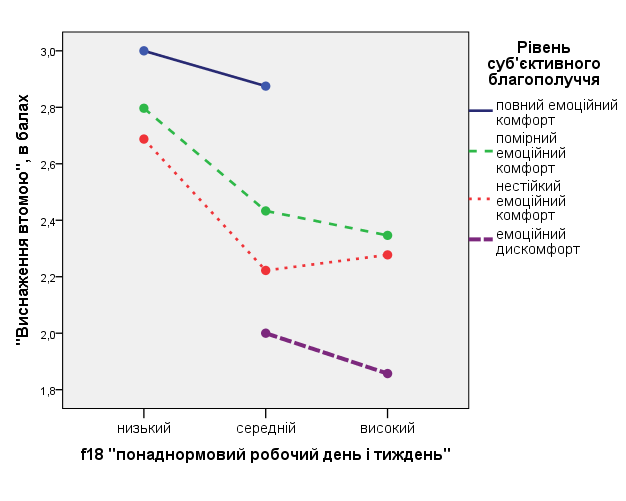 3,0
2,8
2,6
2,4
2,2
2,0
1,8
"Виснаження втомою", в балах
низький
середній
високий
f18 "понаднормовий робочий день і тиждень"
Рівень
суб'єктивного
благополуччя
повний емоційний
комфорт
помірний
емоційний
комфорт
нестійкий
емоційний
комфорт
емоційний
дискомфорт